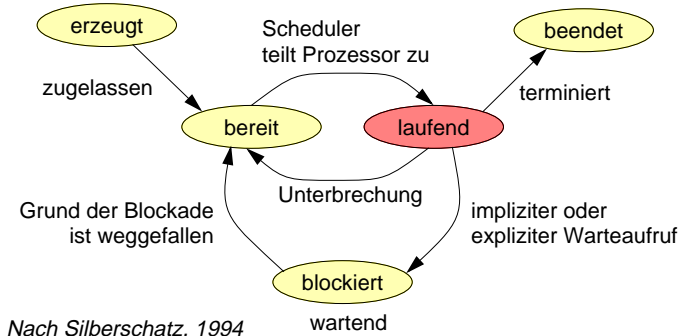 erzeugt
Scheduler
teilt Prozessor zu
beendet
zugelassen
terminiert
bereit
laufend
Unterbrechung
Grund der Blockade
ist weggefallen
impliziter oder
expliziter Warteaufruf
blockiert
wartend
Nach Silberschatz, 1994